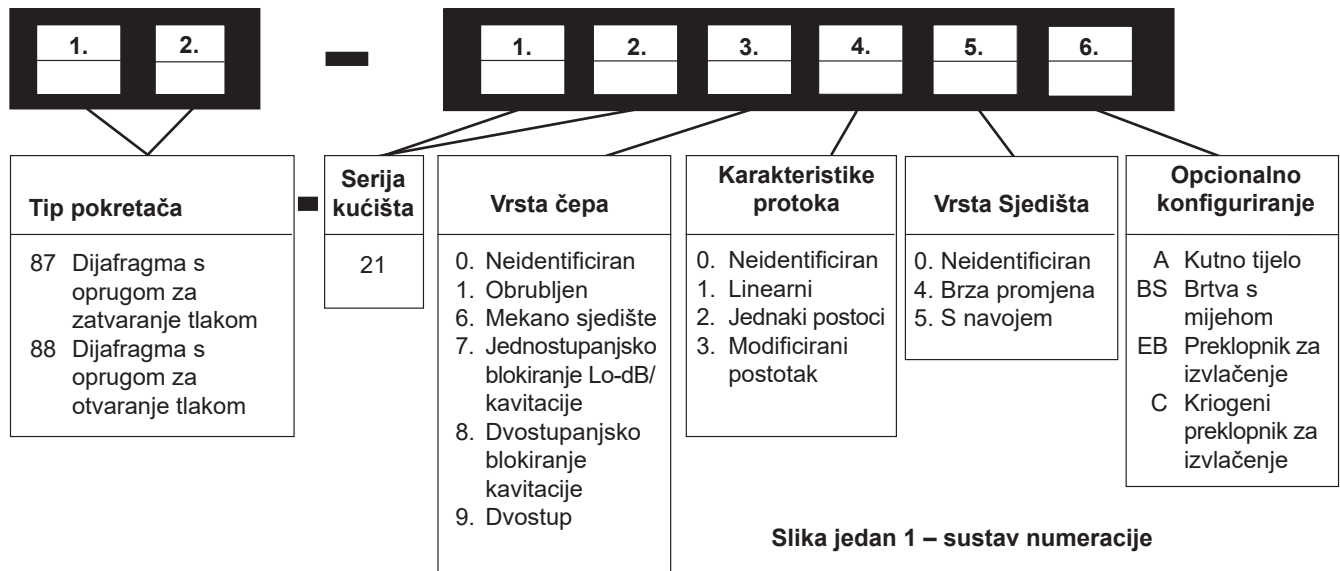 1. 2. 1. 2. 3. 4. 5. 6.
Tip pokretača
87 Dijafragma s
oprugom za
zatvaranje tlakom
88 Dijafragma s
oprugom za
otvaranje tlakom
Serija
kućišta
21
Vrsta čepa
0. Neidentificiran
1. Obrubljen
6. Mekano sjedište
7. Jednostupanjsko
blokiranje Lo-dB/
kavitacije
8. Dvostupanjsko
blokiranje
kavitacije
9. Dvostup
Karakteristike
protoka
0. Neidentificiran
1. Linearni
2. Jednaki postoci
3. Modificirani
postotak
Vrsta Sjedišta
0. Neidentificiran
4. Brza promjena
5. S navojem
Opcionalno
konfiguriranje
A Kutno tijelo
BS Brtva s
mijehom
EB Preklopnik za
izvlačenje
C Kriogeni
preklopnik za
izvlačenje
Slika jedan 1 – sustav numeracije